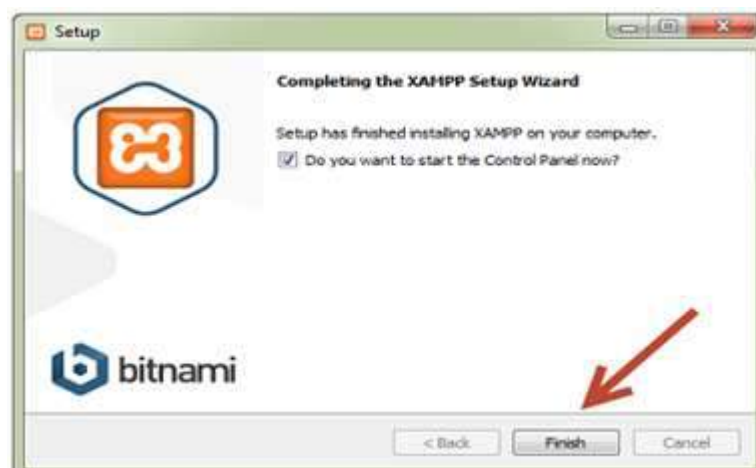 Setup
Completing the XAMPP Setup Wizard
Setup has finished installing XAMPP on your computer.
Do you want to start the Control Panel now?
bitnami
< Back
Finish
Cancel